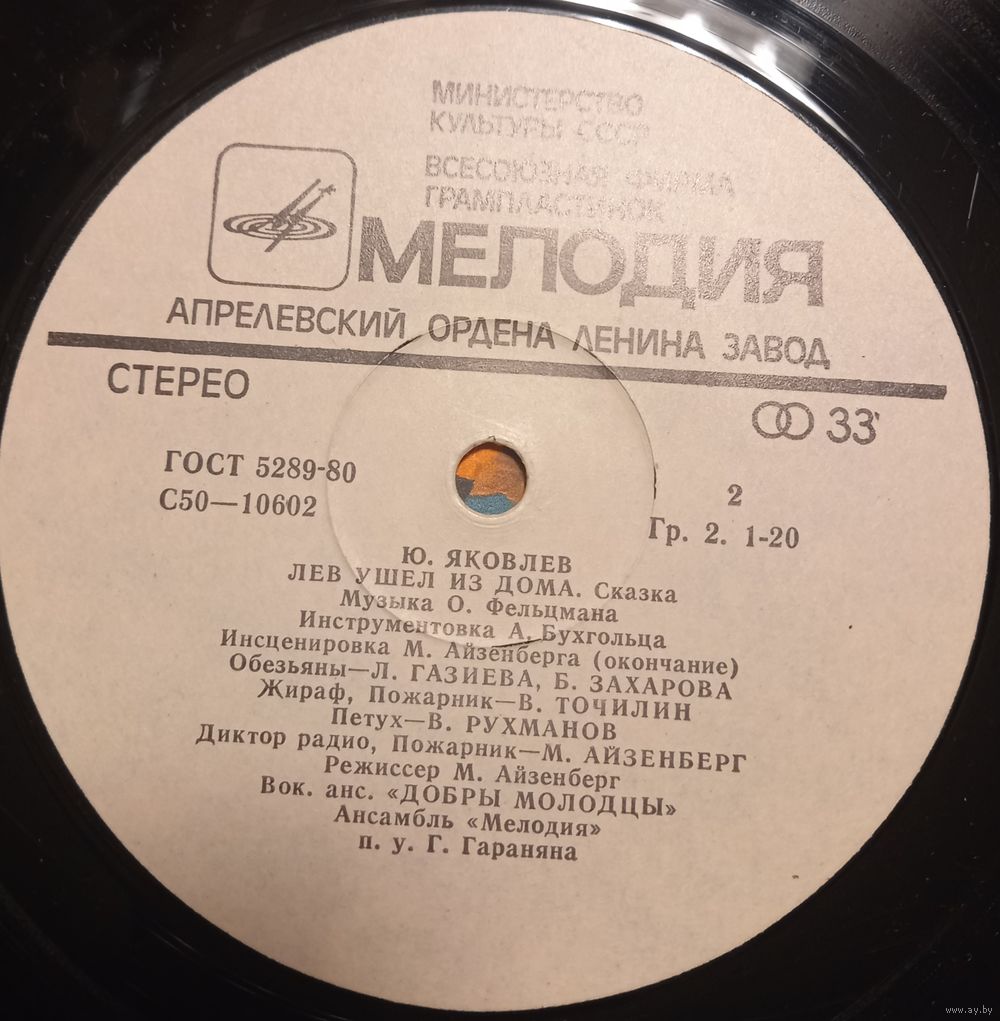 МИНИСТЕРСТВО
КУЛЬТУРЫ СССР
ВСЕСОЮЗНАЯ ФИРМА
ГРАМПЛАСТИНОК
МЕЛОДИЯ
АПРЕЛЕВСКИЙ ОРДЕНА ЛЕНИНА ЗАВОД
СТЕРЕО
33
ГОСТ 5289-80
С50—10602
2
Гр. 2. 1-20
Ю. ЯКОВЛЕВ
ЛЕВ УШЕЛ ИЗ ДОМА. Сказка
Музыка О. Фельцмана
Инструментовка А. Бухгольца
Инсценировка М. Айзенберга (окончание)
Обезьяны—Л. ГАЗИЕВА, Б. ЗАХАРОВА
Жираф, Пожарник—В. ТОЧИЛИН
Петух—В. РУХМАНОВ
Диктор радио, Пожарник—М. АЙЗЕНБЕРГ
Режиссер М. Айзенберг
Вок. анс. «ДОБРЫ МОЛОДЦЫ»
Ансамбль «Мелодия»
п. у. Г. Гараняна
www.ay.by